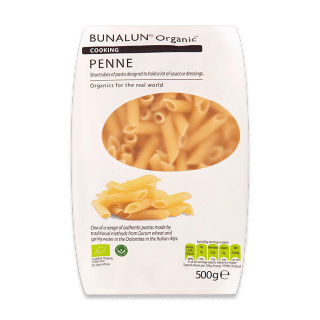 BUNALUN® Organic™
COOKING
PENNE
Short tubes of pasta designed to hold a lot of sauce or dressings.
Organics for the real world
One of a range of authentic pastas made by
traditional methods from Durum wheat and
spring water in the Dolomites in the Italian Alps.
500g℮